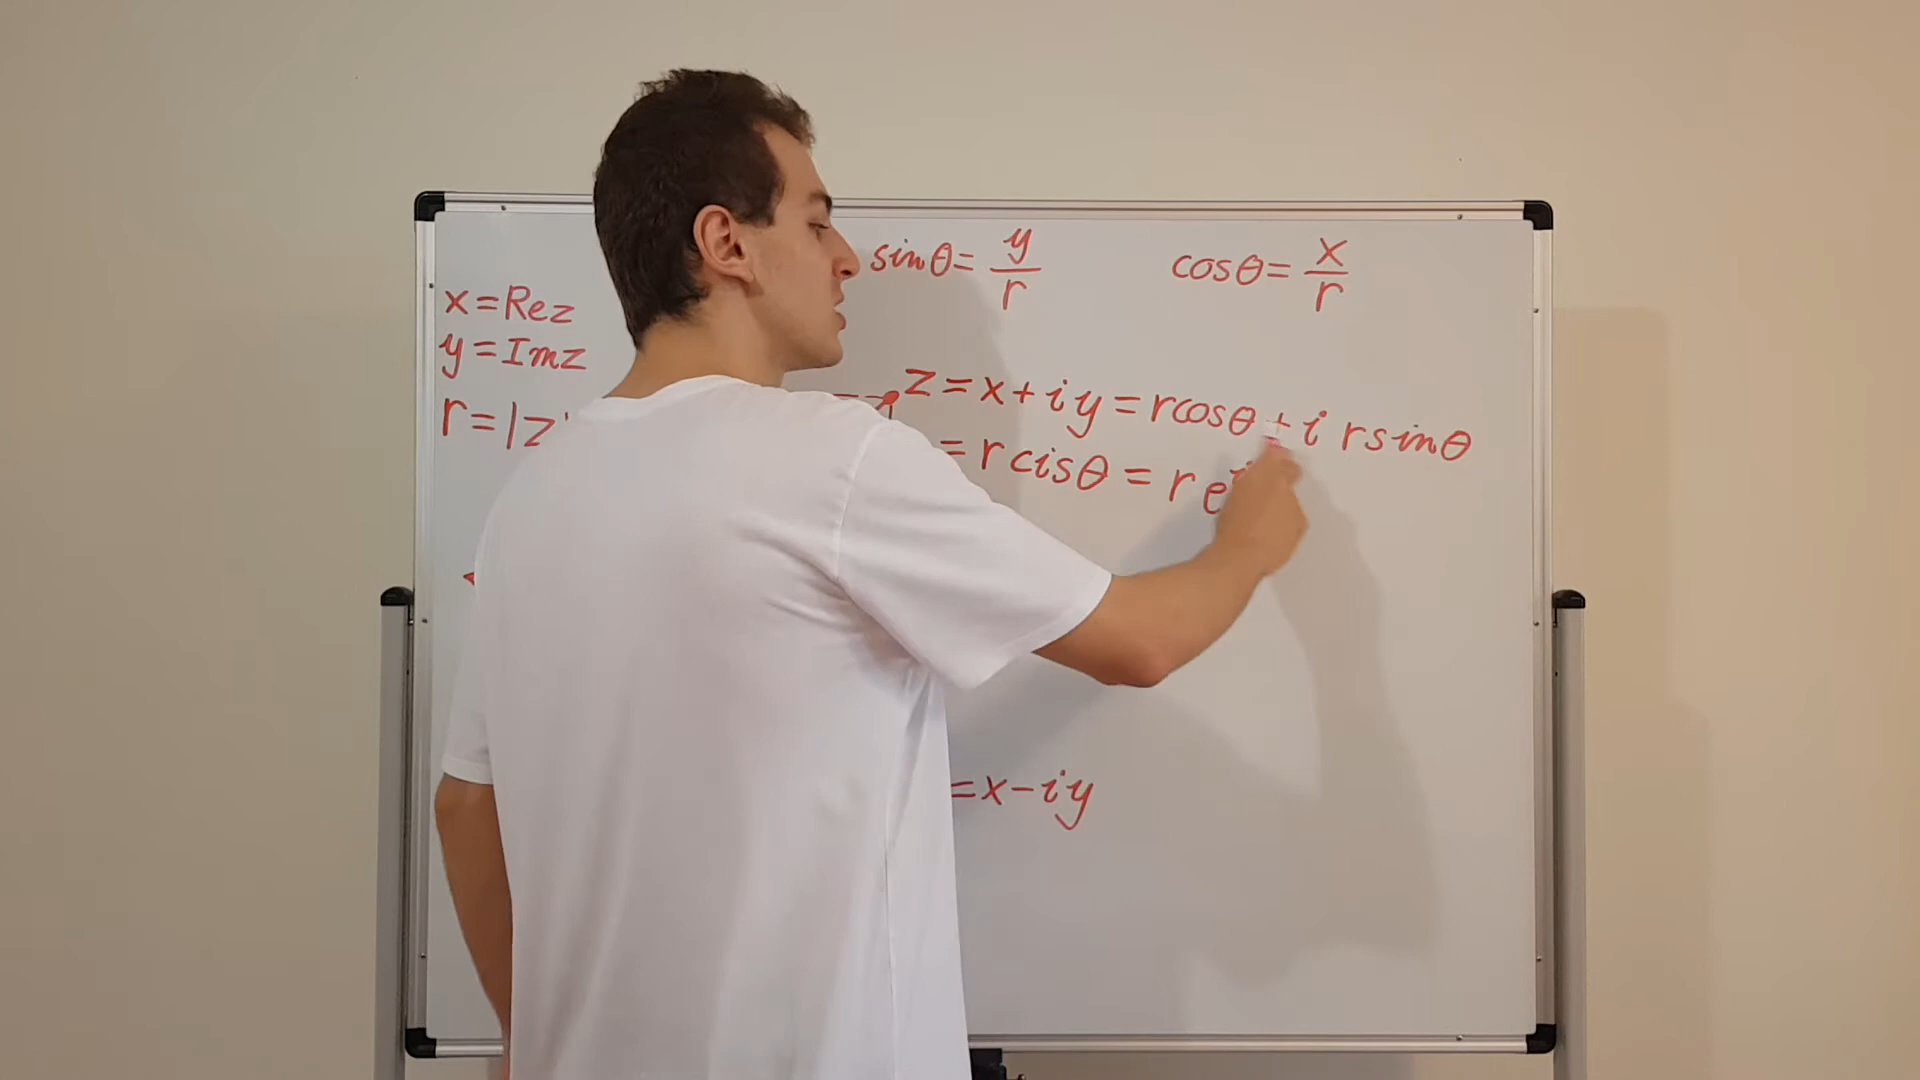 sinθ = y/r
cosθ = x/r
x = Rez
y = Imz
r = |z
z = x + iy = rcosθ + i rsinθ
= r cisθ = r e
= x - iy